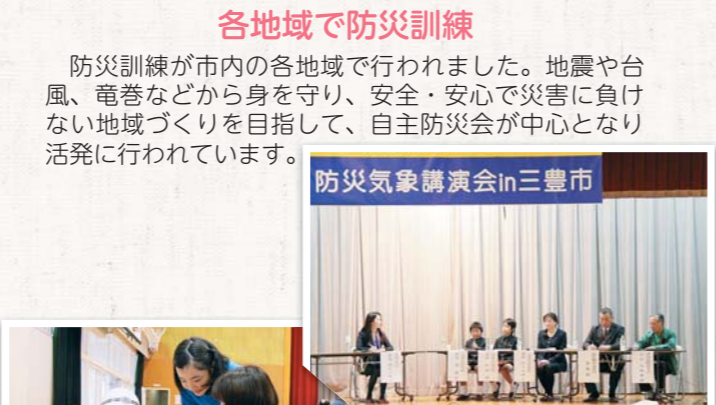 各地域で防災訓練
防災訓練が市内の各地域で行われました。地震や台
風、竜巻などから身を守り、安全・安心で災害に負け
ない地域づくりを目指して、自主防災会が中心となり
活発に行われています。
防災気象講演会in三豊市